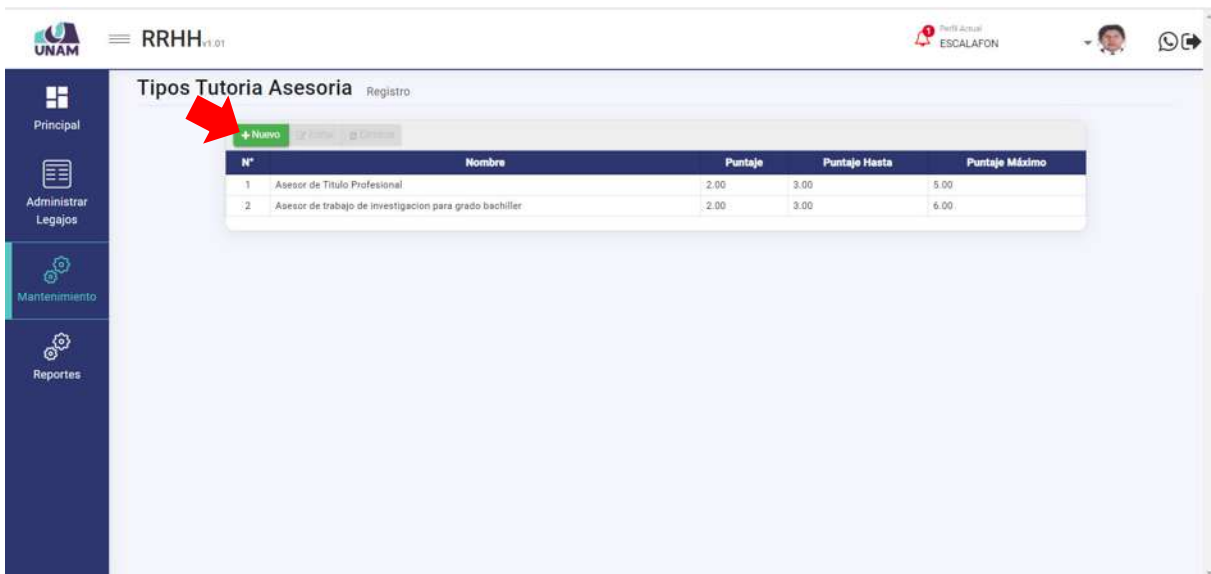 UNAM
RRHH v1.01
1
Perfil Actual
ESCALAFON
Principal
Administrar
Legajos
Mantenimiento
Reportes
Tipos Tutoria Asesoria Registro
+ Nuevo
N° Nombre Puntaje Puntaje Hasta Puntaje Máximo
1 Asesor de Titulo Profesional 2.00 3.00 5.00
2 Asesor de trabajo de investigacion para grado bachiller 2.00 3.00 6.00